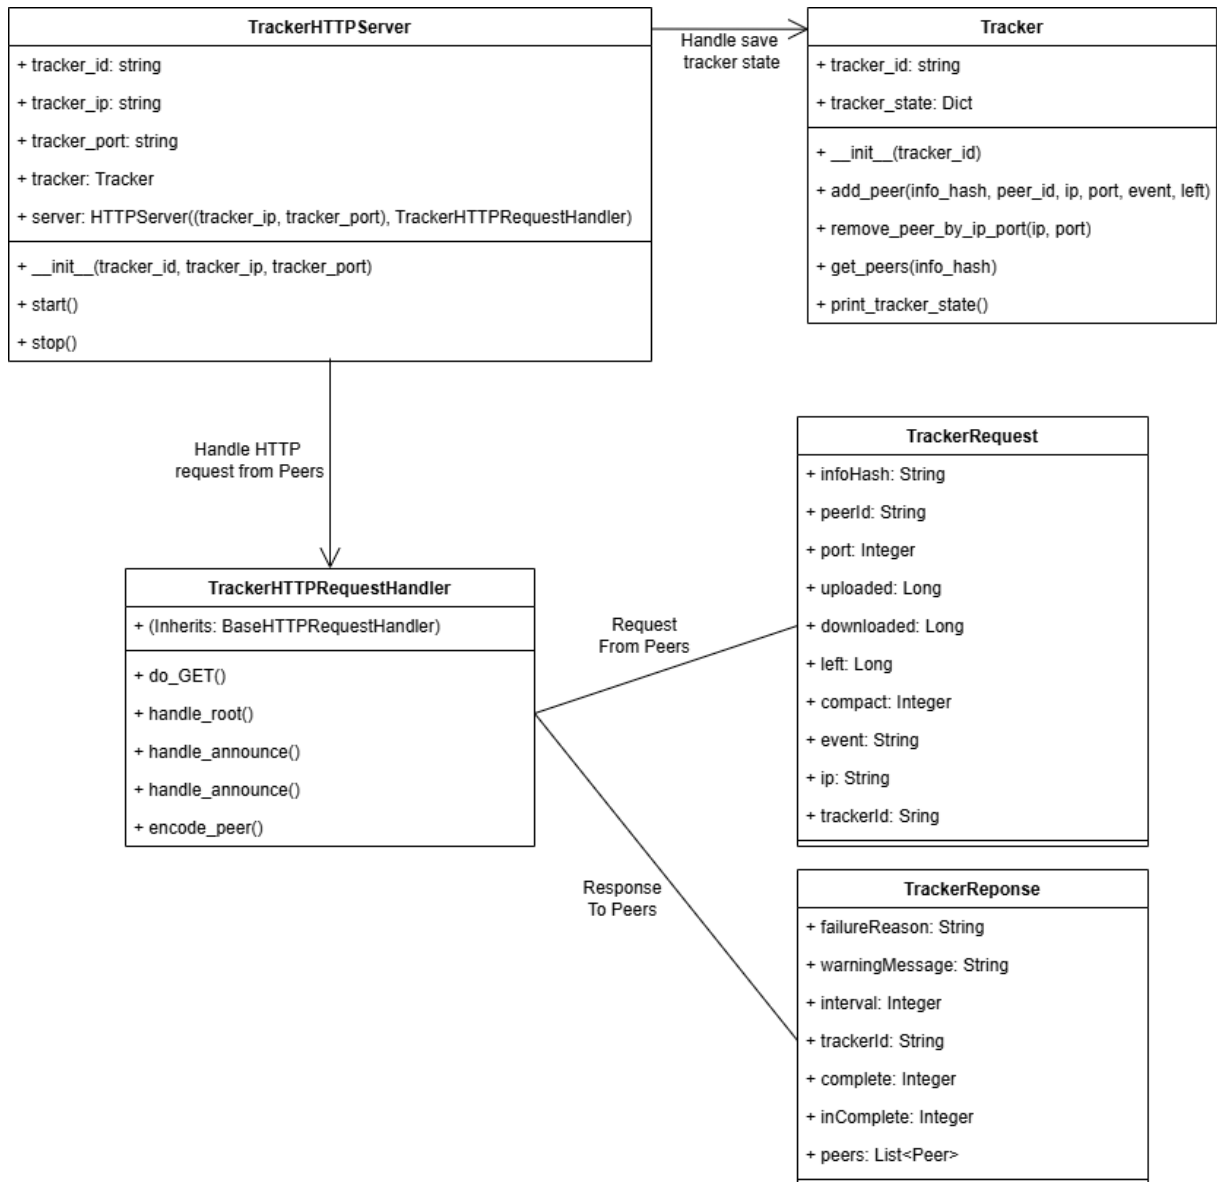 TrackerHTTPServer
+ tracker_id: string
+ tracker_ip: string
+ tracker_port: string
+ tracker: Tracker
+ server: HTTPServer((tracker_ip, tracker_port), TrackerHTTPRequestHandler)
+ __init__(tracker_id, tracker_ip, tracker_port)
+ start()
+ stop()
Handle save
tracker state
Tracker
+ tracker_id: string
+ tracker_state: Dict
+ __init__(tracker_id)
+ add_peer(info_hash, peer_id, ip, port, event, left)
+ remove_peer_by_ip_port(ip, port)
+ get_peers(info_hash)
+ print_tracker_state()
Handle HTTP
request from Peers
TrackerHTTPRequestHandler
+ (Inherits: BaseHTTPRequestHandler)
+ do_GET()
+ handle_root()
+ handle_announce()
+ handle_announce()
+ encode_peer()
Request
From Peers
TrackerRequest
+ infoHash: String
+ peerId: String
+ port: Integer
+ uploaded: Long
+ downloaded: Long
+ left: Long
+ compact: Integer
+ event: String
+ ip: String
+ trackerId: Sring
Response
To Peers
TrackerReponse
+ failureReason: String
+ warningMessage: String
+ interval: Integer
+ trackerId: String
+ complete: Integer
+ inComplete: Integer
+ peers: List<Peer>